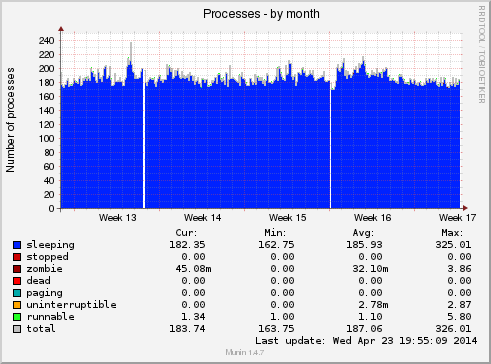 Processes - by month
RRDTOOL / TOBI OETIKER
Number of processes
240
220
200
180
160
140
120
100
80
60
40
20
0
Week 13 Week 14 Week 15 Week 16 Week 17
Cur: Min: Avg: Max:
sleeping 182.35 162.75 185.93 325.01
stopped 0.00 0.00 0.00 0.00
zombie 45.08m 0.00 32.10m 3.86
dead 0.00 0.00 0.00 0.00
paging 0.00 0.00 0.00 0.00
uninterruptible 0.00 0.00 2.78m 2.87
runnable 1.34 1.00 1.10 5.80
total 183.74 163.75 187.06 326.01
Last update: Wed Apr 23 19:55:09 2014
Munin 1.4.7